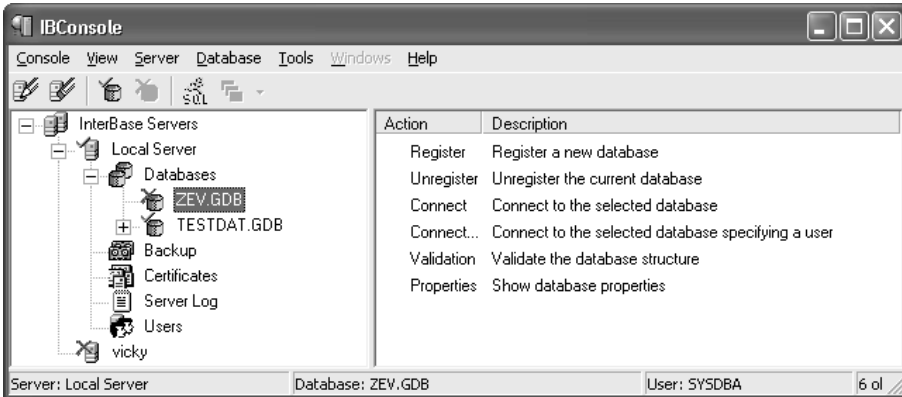 IBConsole
Console View Server Database Tools Windows Help
SQL
InterBase Servers
Local Server
Databases
ZEV.GDB
TESTDAT.GDB
Backup
Certificates
Server Log
Users
vicky
Action Description
Register Register a new database
Unregister Unregister the current database
Connect Connect to the selected database
Connect... Connect to the selected database specifying a user
Validation Validate the database structure
Properties Show database properties
Server: Local Server Database: ZEV.GDB User: SYSDBA 6 ol